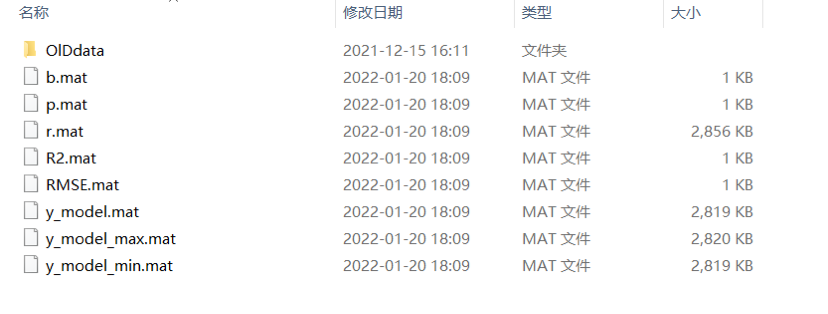 名称 修改日期 类型 大小
OlDdata 2021-12-15 16:11 文件夹
b.mat 2022-01-20 18:09 MAT 文件 1 KB
p.mat 2022-01-20 18:09 MAT 文件 1 KB
r.mat 2022-01-20 18:09 MAT 文件 2,856 KB
R2.mat 2022-01-20 18:09 MAT 文件 1 KB
RMSE.mat 2022-01-20 18:09 MAT 文件 1 KB
y_model.mat 2022-01-20 18:09 MAT 文件 2,819 KB
y_model_max.mat 2022-01-20 18:09 MAT 文件 2,820 KB
y_model_min.mat 2022-01-20 18:09 MAT 文件 2,819 KB